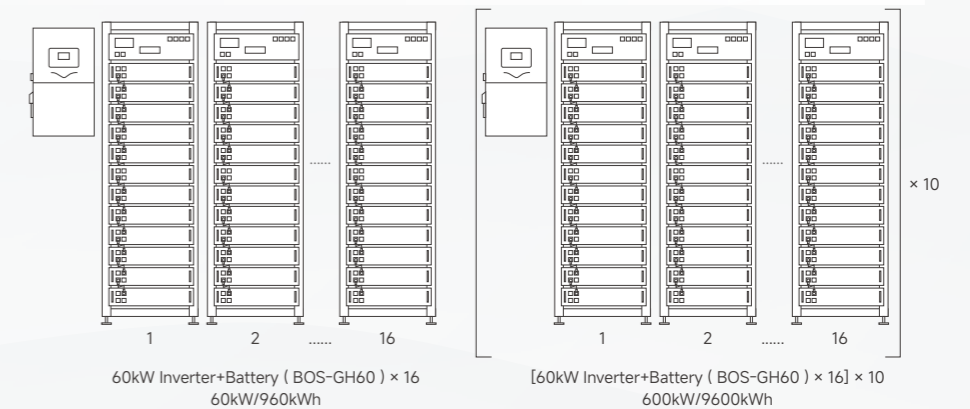 ......
......
× 10
1
2
......
16
1
2
......
16
60kW Inverter+Battery ( BOS-GH60 ) × 16
60kW/960kWh
[60kW Inverter+Battery ( BOS-GH60 ) × 16] × 10
600kW/9600kWh